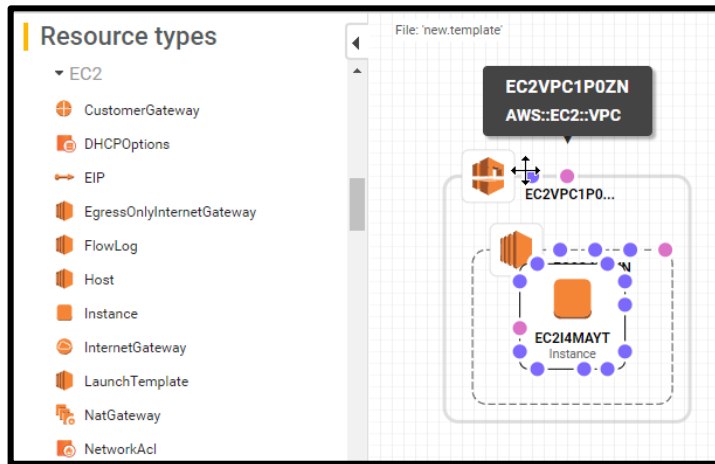 Resource types
EC2
CustomerGateway
DHCPOptions
EIP
EgressOnlyInternetGateway
FlowLog
Host
Instance
InternetGateway
LaunchTemplate
NatGateway
NetworkAcl
File: 'new.template'
EC2VPC1P0ZN
AWS::EC2::VPC
EC2VPC1P0...
EC2I4MAYT
Instance